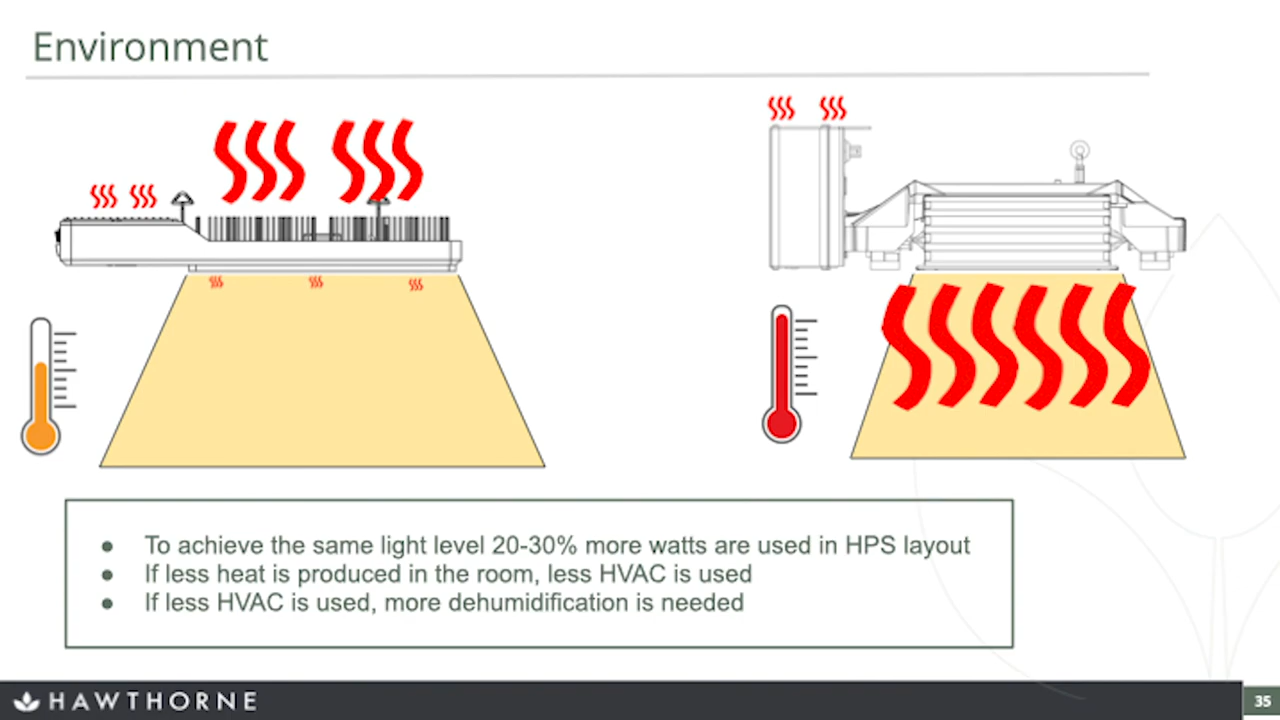 Environment
● To achieve the same light level 20-30% more watts are used in HPS layout
● If less heat is produced in the room, less HVAC is used
● If less HVAC is used, more dehumidification is needed
HAWTHORNE
35